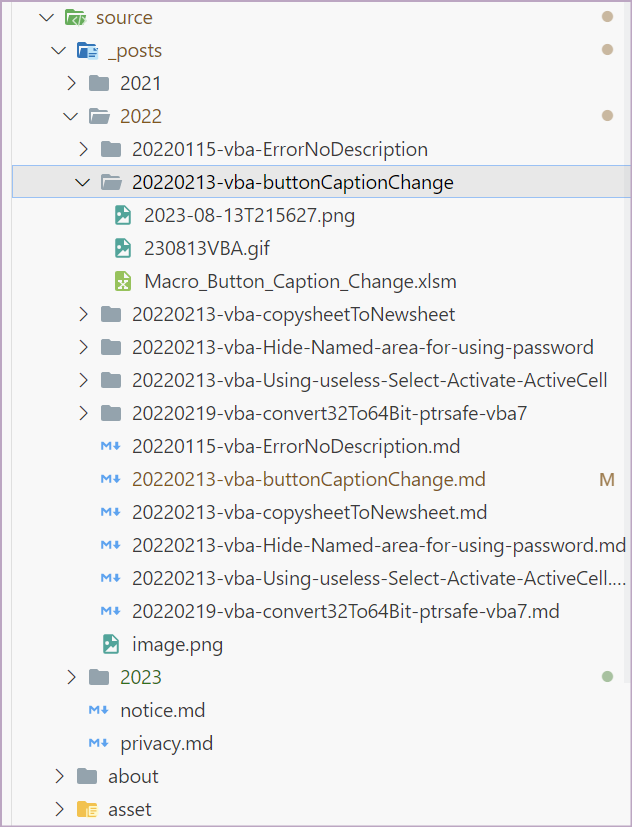 source
_posts
2021
2022
20220115-vba-ErrorNoDescription
20220213-vba-buttonCaptionChange
2023-08-13T215627.png
230813VBA.gif
Macro_Button_Caption_Change.xlsm
20220213-vba-copysheetToNewsheet
20220213-vba-Hide-Named-area-for-using-password
20220213-vba-Using-useless-Select-Activate-ActiveCell
20220219-vba-convert32To64Bit-ptrsafe-vba7
20220115-vba-ErrorNoDescription.md
20220213-vba-buttonCaptionChange.md M
20220213-vba-copysheetToNewsheet.md
20220213-vba-Hide-Named-area-for-using-password.md
20220213-vba-Using-useless-Select-Activate-ActiveCell....
20220219-vba-convert32To64Bit-ptrsafe-vba7.md
image.png
2023
notice.md
privacy.md
about
asset